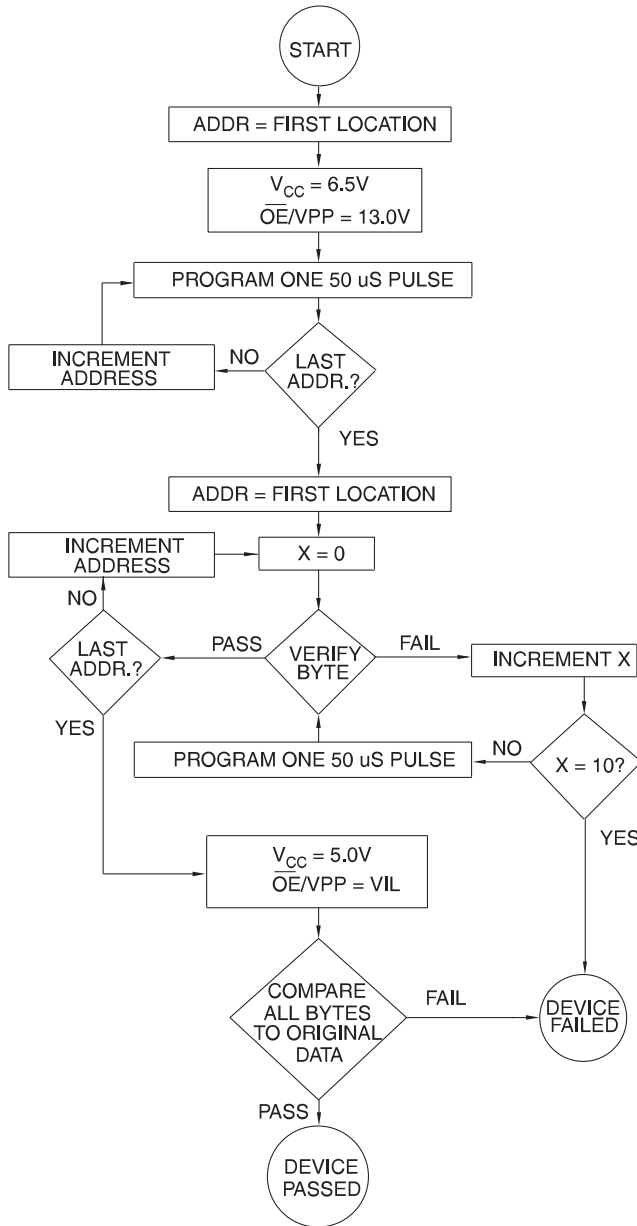 START
ADDR = FIRST LOCATION
VCC = 6.5V
OE/VPP = 13.0V
PROGRAM ONE 50 uS PULSE
INCREMENT
ADDRESS
NO
LAST
ADDR.?
YES
ADDR = FIRST LOCATION
INCREMENT
ADDRESS
X = 0
NO
LAST
ADDR.?
PASS
VERIFY
BYTE
FAIL
INCREMENT X
YES
PROGRAM ONE 50 uS PULSE
NO
X = 10?
YES
VCC = 5.0V
OE/VPP = VIL
COMPARE
ALL BYTES
TO ORIGINAL
DATA
FAIL
DEVICE
FAILED
PASS
DEVICE
PASSED